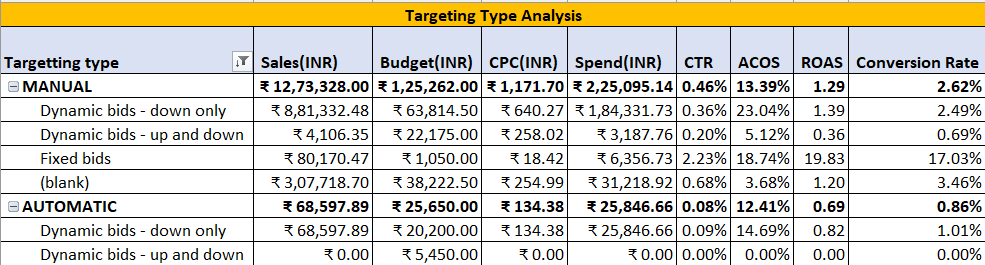 Targeting Type Analysis
Targetting type Sales(INR) Budget(INR) CPC(INR) Spend(INR) CTR ACOS ROAS Conversion Rate
MANUAL ₹ 12,73,328.00 ₹ 1,25,262.00 ₹ 1,171.70 ₹ 2,25,095.14 0.46% 13.39% 1.29 2.62%
Dynamic bids - down only ₹ 8,81,332.48 ₹ 63,814.50 ₹ 640.27 ₹ 1,84,331.73 0.36% 23.04% 1.39 2.49%
Dynamic bids - up and down ₹ 4,106.35 ₹ 22,175.00 ₹ 258.02 ₹ 3,187.76 0.20% 5.12% 0.36 0.69%
Fixed bids ₹ 80,170.47 ₹ 1,050.00 ₹ 18.42 ₹ 6,356.73 2.23% 18.74% 19.83 17.03%
(blank) ₹ 3,07,718.70 ₹ 38,222.50 ₹ 254.99 ₹ 31,218.92 0.68% 3.68% 1.20 3.46%
AUTOMATIC ₹ 68,597.89 ₹ 25,650.00 ₹ 134.38 ₹ 25,846.66 0.08% 12.41% 0.69 0.86%
Dynamic bids - down only ₹ 68,597.89 ₹ 20,200.00 ₹ 134.38 ₹ 25,846.66 0.09% 14.69% 0.82 1.01%
Dynamic bids - up and down ₹ 0.00 ₹ 5,450.00 ₹ 0.00 ₹ 0.00 0.00% 0.00% 0.00 0.00%